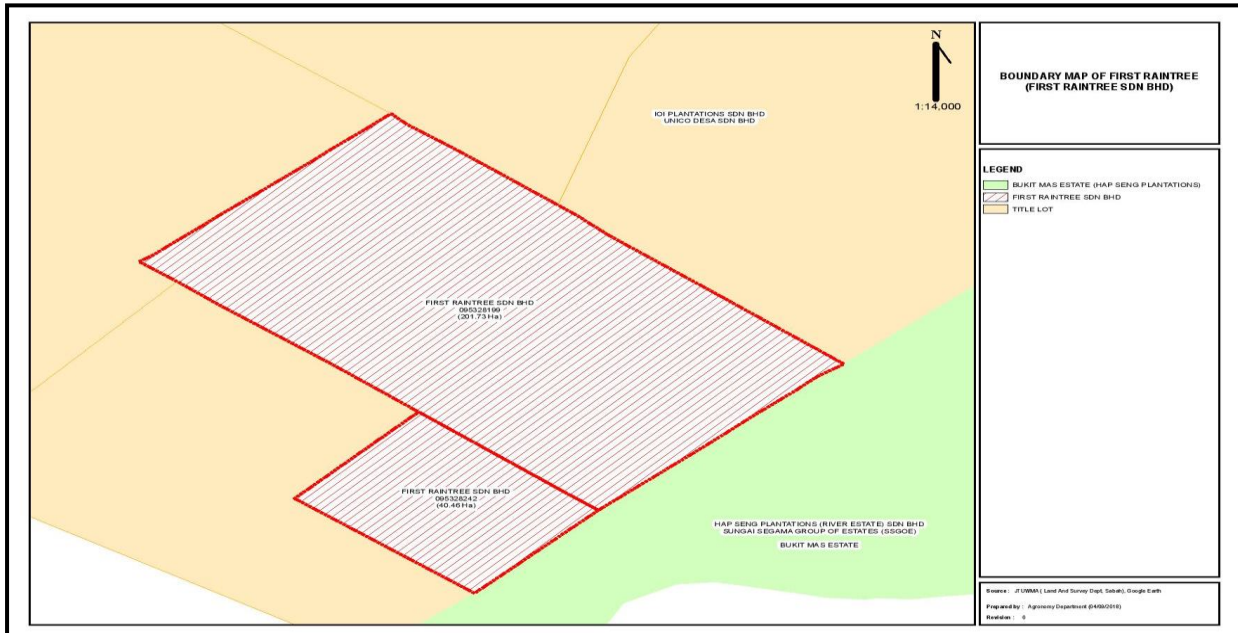 N
1:14,000
IOI PLANTATIONS SDN BHD
UNICO DESA SDN BHD
FIRST RAINTREE SDN BHD
095328199
(201.73 Ha)
FIRST RAINTREE SDN BHD
095328242
(40.46 Ha)
HAP SENG PLANTATIONS (RIVER ESTATE) SDN BHD
SUNGAI SEGAMA GROUP OF ESTATES (SSGOE)
BUKIT MAS ESTATE
BOUNDARY MAP OF FIRST RAINTREE
(FIRST RAINTREE SDN BHD)
LEGEND
BUKIT MAS ESTATE (HAP SENG PLANTATIONS)
FIRST RAINTREE SDN BHD
TITLE LOT
Source : JTUWMA ( Land And Survey Dept, Sabah), Google Earth
Prepared by : Agronomy Department
Revision : 0